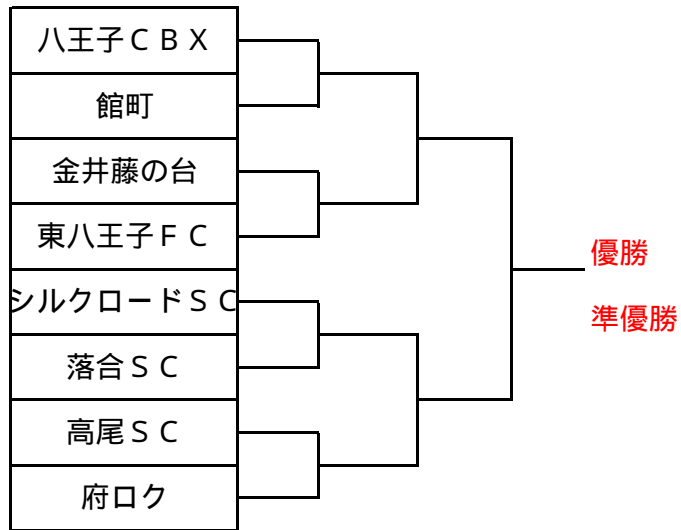 八王子ＣＢＸ
館町
金井藤の台
東八王子ＦＣ
シルクロードＳＣ
落合ＳＣ
高尾ＳＣ
府ロク
優勝
準優勝